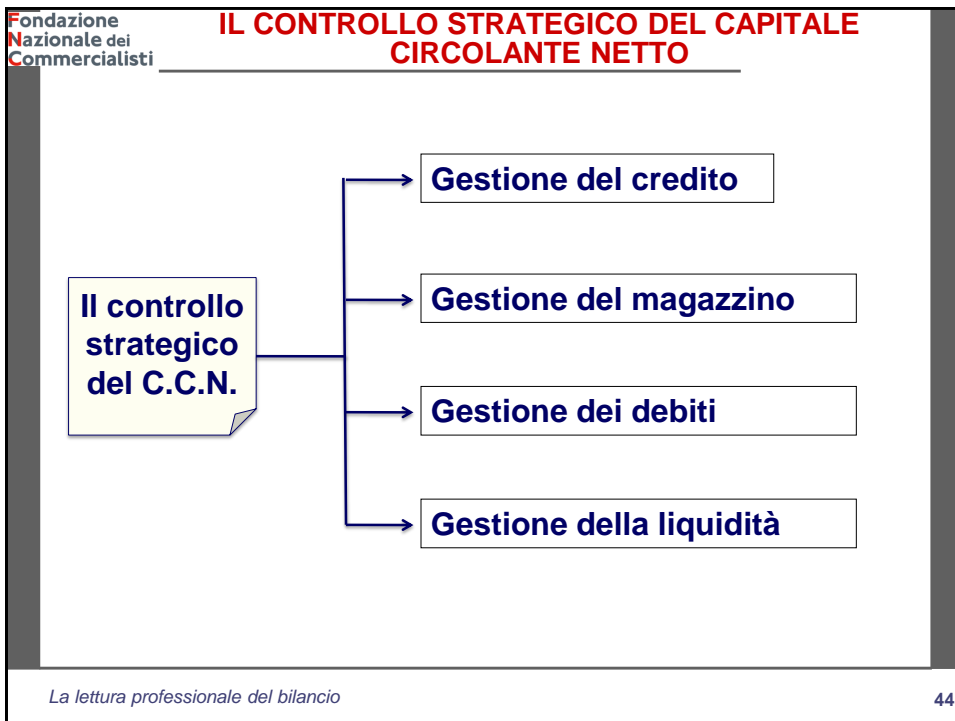 Fondazione
Nazionale dei
Commercialisti
IL CONTROLLO STRATEGICO DEL CAPITALE
CIRCOLANTE NETTO
Gestione del credito
Il controllo
strategico
del C.C.N.
Gestione del magazzino
Gestione dei debiti
Gestione della liquidità
La lettura professionale del bilancio
44